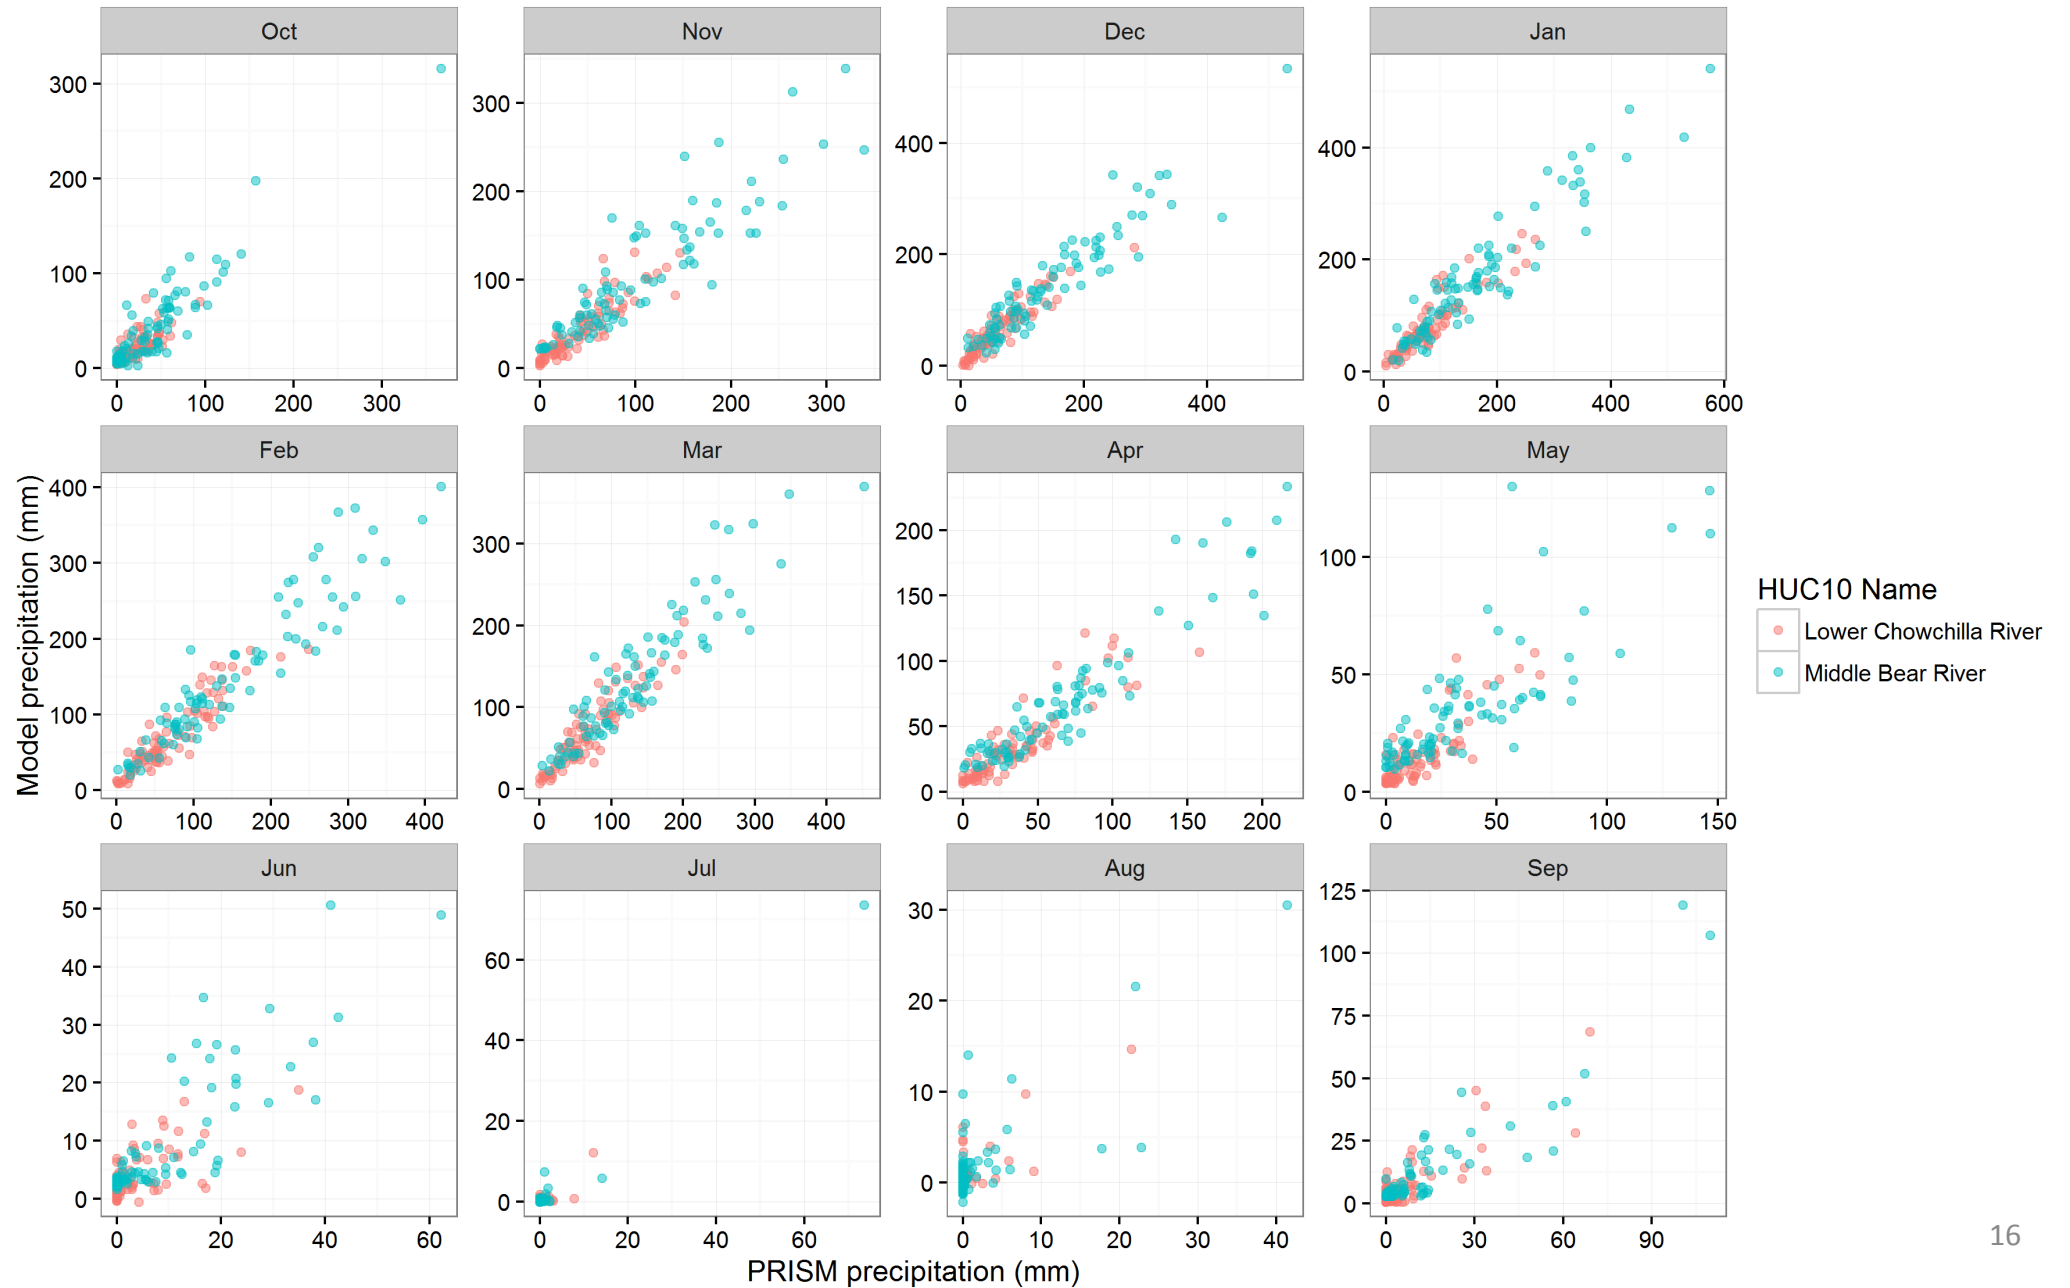 Oct Nov Dec Jan
300
200
100
0
0 100 200 300
300
200
100
0
0 100 200 300
400
200
0
0 200 400
400
200
0
0 200 400 600
Feb Mar Apr May
400
300
200
100
0
0 100 200 300 400
300
200
100
0
0 100 200 300 400
200
150
100
50
0
0 50 100 150 200
100
50
0
0 50 100 150
Jun Jul Aug Sep
50
40
30
20
10
0
0 20 40 60
60
40
20
0
0 20 40 60
30
20
10
0
0 10 20 30 40
125
100
75
50
25
0
0 30 60 90
Model precipitation (mm)
PRISM precipitation (mm)
HUC10 Name
Lower Chowchilla River
Middle Bear River
16